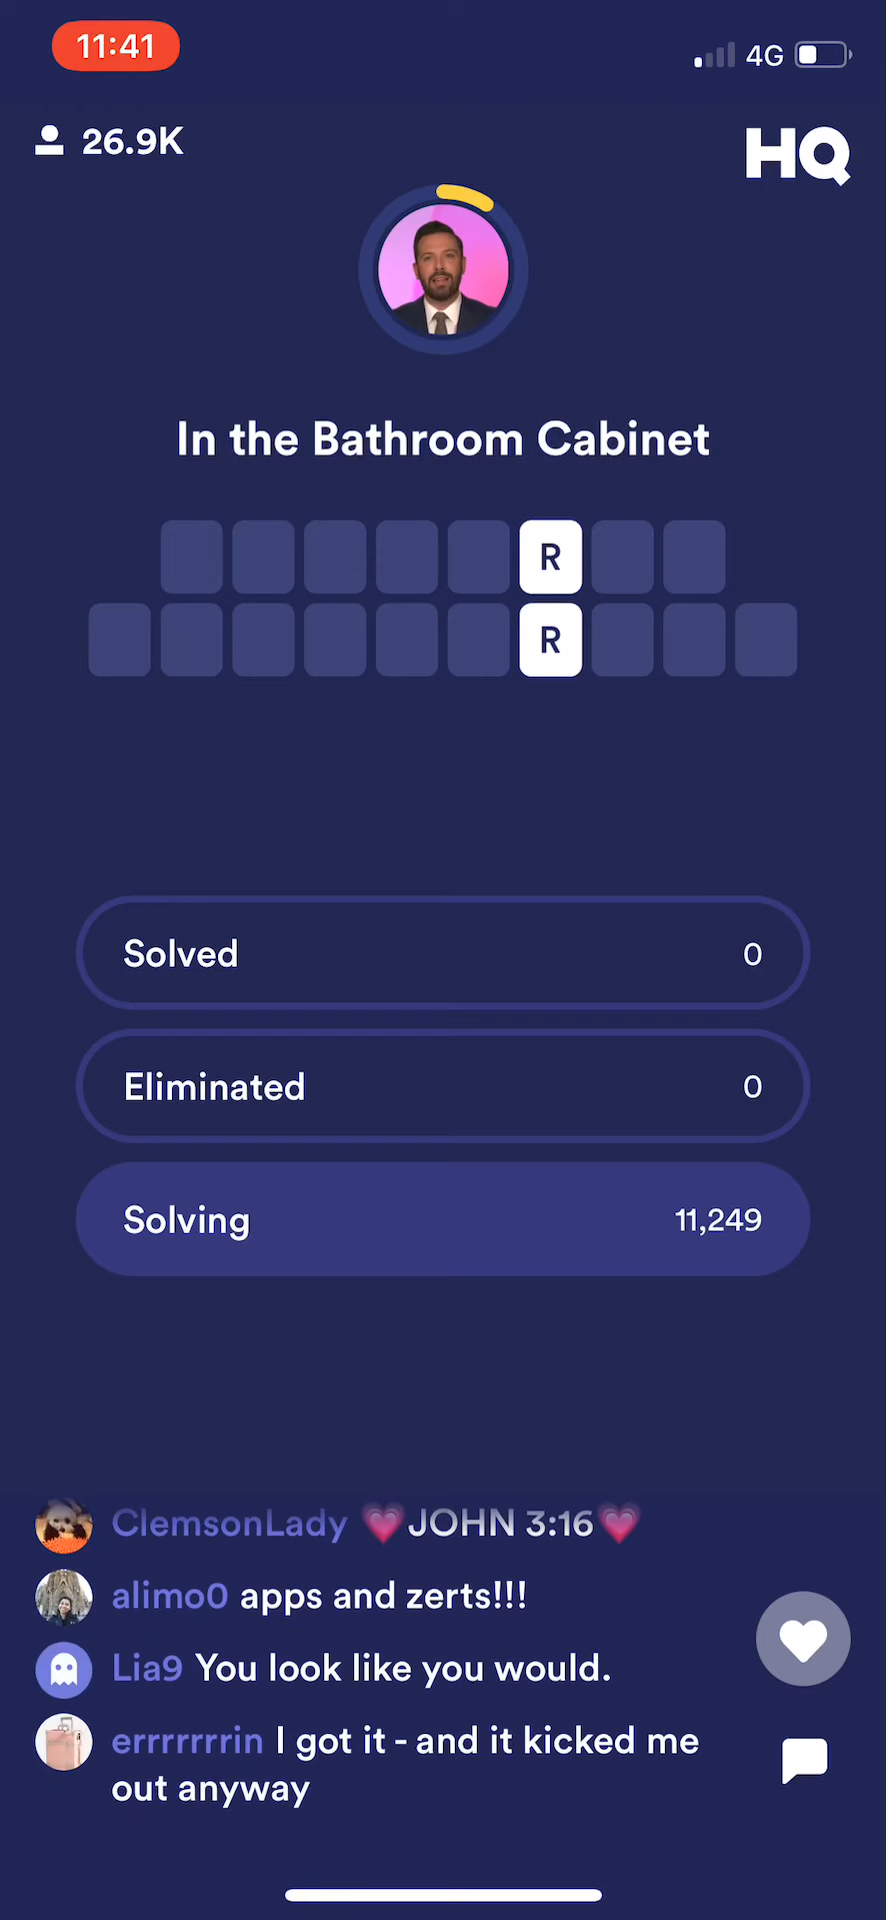 11:41
4G
26.9K
HQ
In the Bathroom Cabinet
R
R
Solved 0
Eliminated 0
Solving 11,249
ClemsonLady 💗JOHN 3:16💗
alimo0 apps and zerts!!!
Lia9 You look like you would.
errrrrrrin I got it - and it kicked me
out anyway